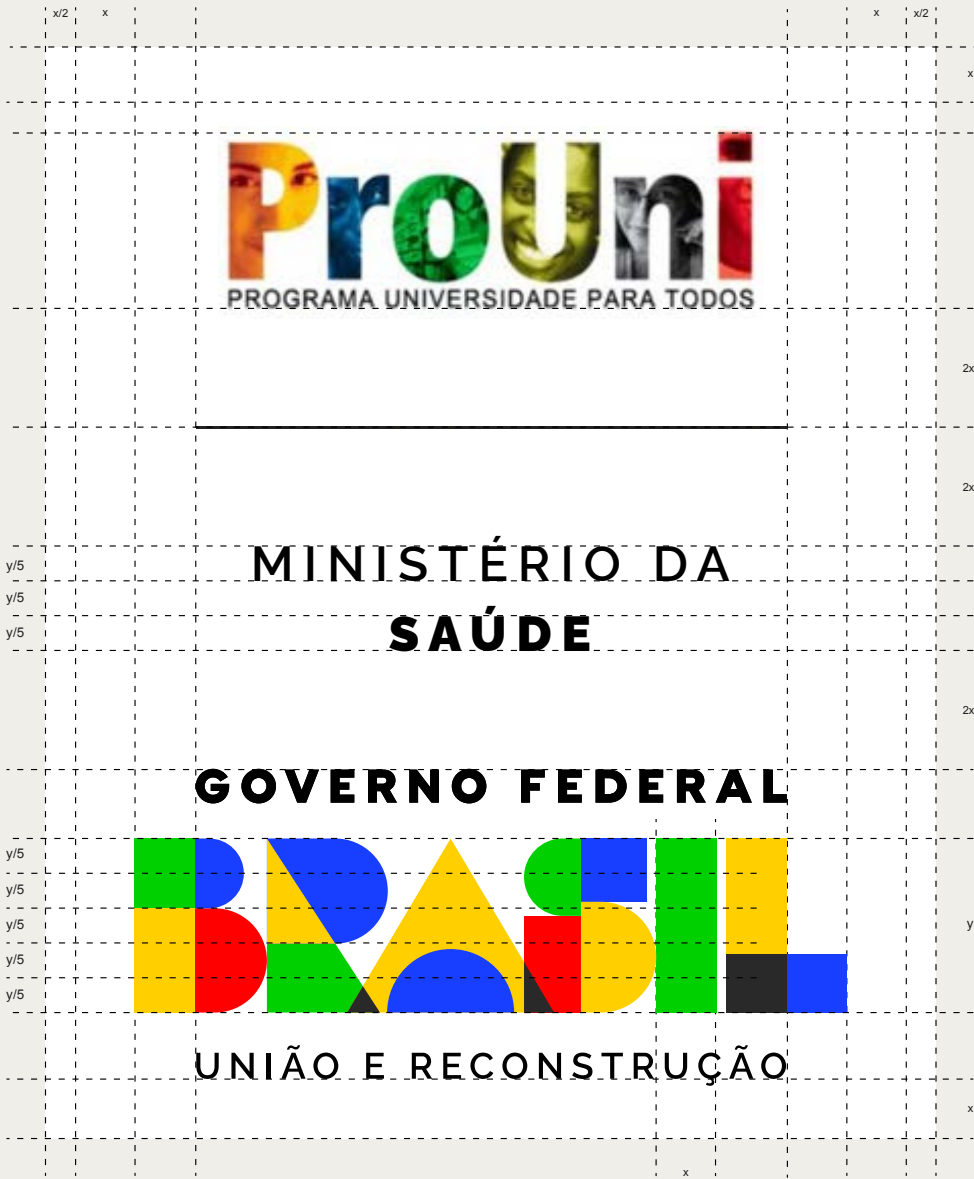 x/2 x x x/2
x
ProUni
PROGRAMA UNIVERSIDADE PARA TODOS
2x
2x
y/5 MINISTÉRIO DA
y/5
y/5 SAÚDE
2x
GOVERNO FEDERAL
y/5
y/5
BRASIL
y/5 y
y/5
y/5
UNIÃO E RECONSTRUÇÃO
x
x